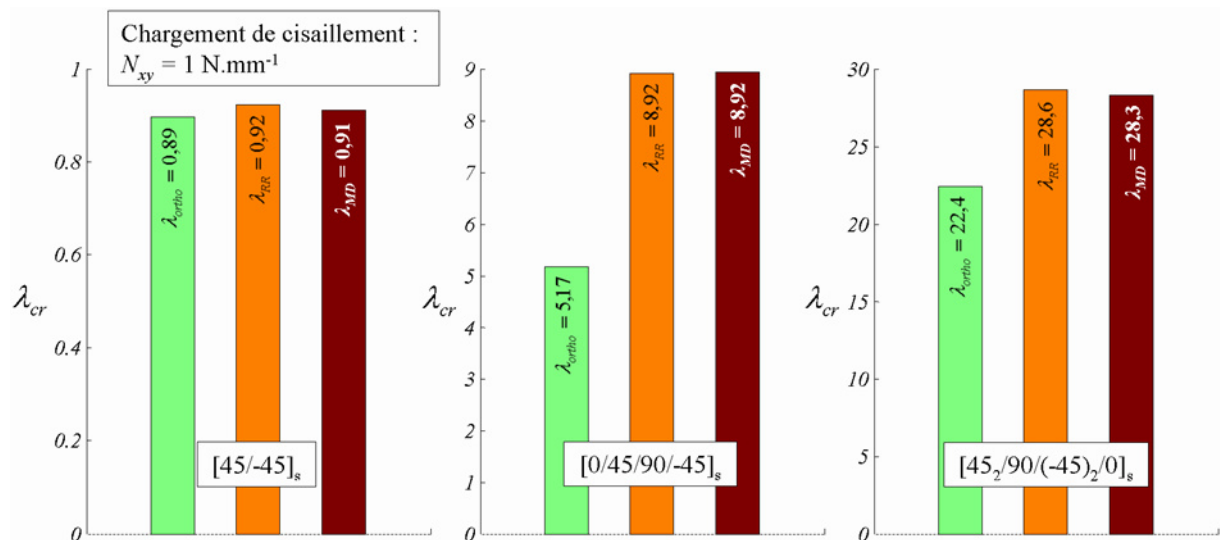 Chargement de cisaillement :
N_xy = 1 N.mm⁻¹
1
0.8
0.6
0.4
0.2
0
λ_cr
λ_ortho = 0,89
λ_RR = 0,92
λ_MD = 0,91
[45/-45]_s
9
8
7
6
5
4
3
2
1
0
λ_cr
λ_ortho = 5,17
λ_RR = 8,92
λ_MD = 8,92
[0/45/90/-45]_s
30
25
20
15
10
5
0
λ_cr
λ_ortho = 22,4
λ_RR = 28,6
λ_MD = 28,3
[45₂/90/(-45)₂/0]_s